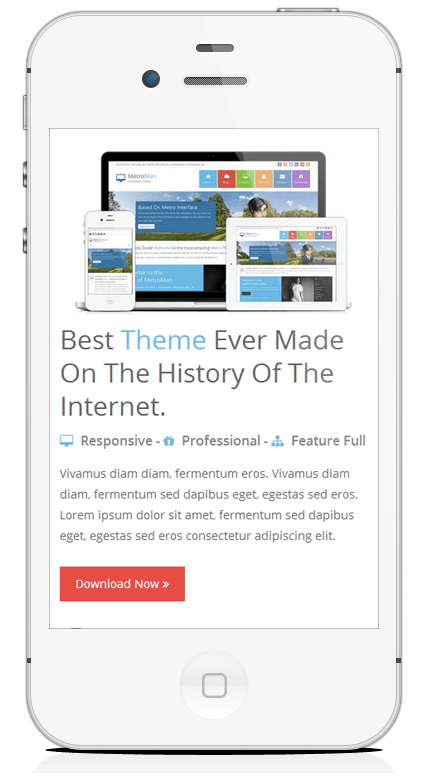 MetroMan
Based On Metro Interface
Best Theme Ever Made
On The History Of The
Internet.
Responsive - Professional - Feature Full
Vivamus diam diam, fermentum eros. Vivamus diam
diam, fermentum sed dapibus eget, egestas sed eros.
Lorem ipsum dolor sit amet, fermentum sed dapibus
eget, egestas sed eros consectetur adipiscing elit.
Download Now »